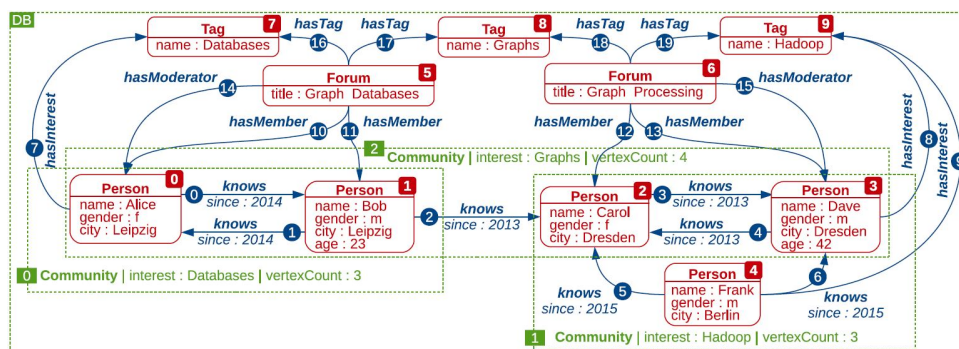 DB
Tag 7
name : Databases
hasTag 16
hasTag 17
Tag 8
name : Graphs
hasTag 18
hasTag 19
Tag 9
name : Hadoop
hasModerator 14
Forum 5
title : Graph Databases
Forum 6
title : Graph Processing
hasModerator 15
hasInterest 7
hasMember 10
hasMember 11
hasMember 12
hasMember 13
hasInterest 8
hasInterest 9
2 Community | interest : Graphs | vertexCount : 4
Person 0
name : Alice
gender : f
city : Leipzig
0 knows
since : 2014
knows
1 since : 2014
Person 1
name : Bob
gender : m
city : Leipzig
age : 23
2 knows
since : 2013
Person 2
name : Carol
gender : f
city : Dresden
3 knows
since : 2013
knows 4
since : 2013
Person 3
name : Dave
gender : m
city : Dresden
age : 42
0 Community | interest : Databases | vertexCount : 3
knows 5
since : 2015
Person 4
name : Frank
gender : m
city : Berlin
6 knows
since : 2015
1 Community | interest : Hadoop | vertexCount : 3